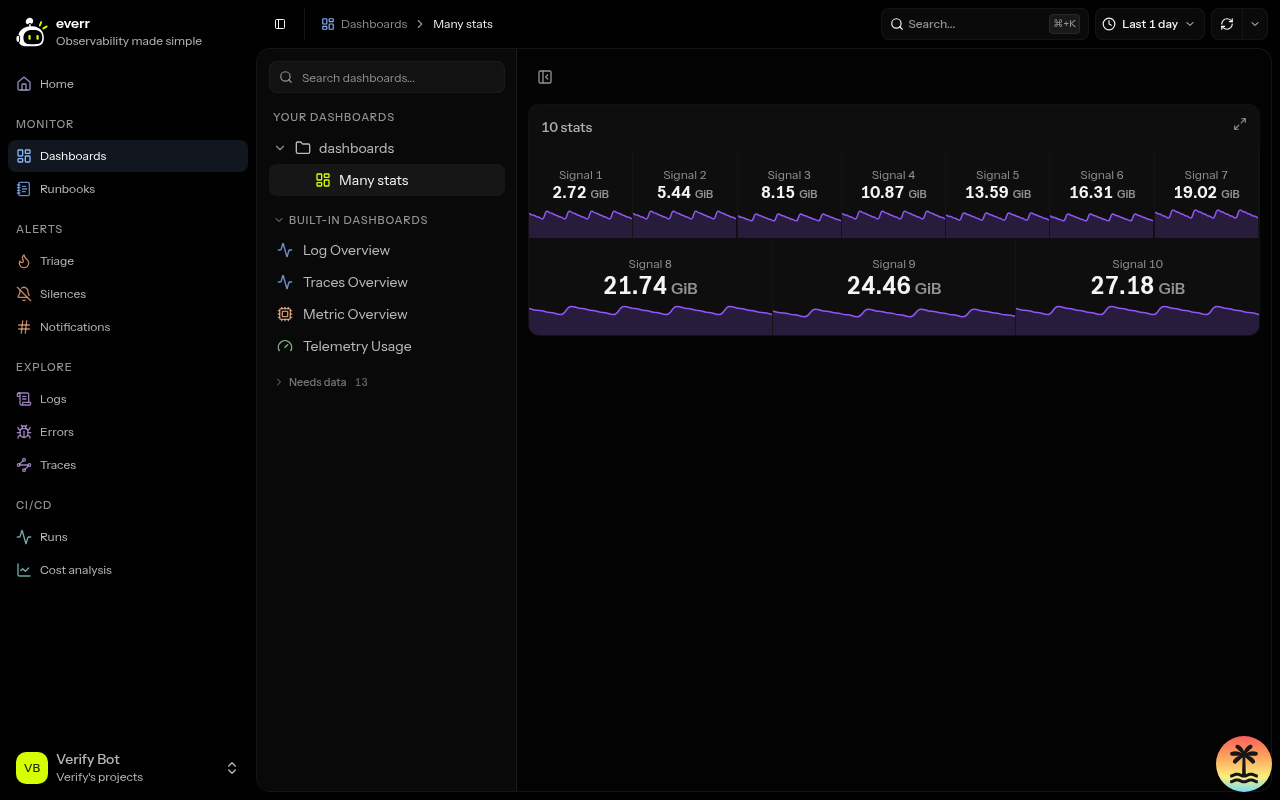 everr
Observability made simple
Home
MONITOR
Dashboards
Runbooks
ALERTS
Triage
Silences
Notifications
EXPLORE
Logs
Errors
Traces
CI/CD
Runs
Cost analysis
VB
Verify Bot
Verify's projects
Dashboards
Many stats
Search...
⌘+K
Last 1 day
Search dashboards...
YOUR DASHBOARDS
dashboards
Many stats
BUILT-IN DASHBOARDS
Log Overview
Traces Overview
Metric Overview
Telemetry Usage
Needs data 13
10 stats
Signal 1
2.72 GiB
Signal 2
5.44 GiB
Signal 3
8.15 GiB
Signal 4
10.87 GiB
Signal 5
13.59 GiB
Signal 6
16.31 GiB
Signal 7
19.02 GiB
Signal 8
21.74 GiB
Signal 9
24.46 GiB
Signal 10
27.18 GiB